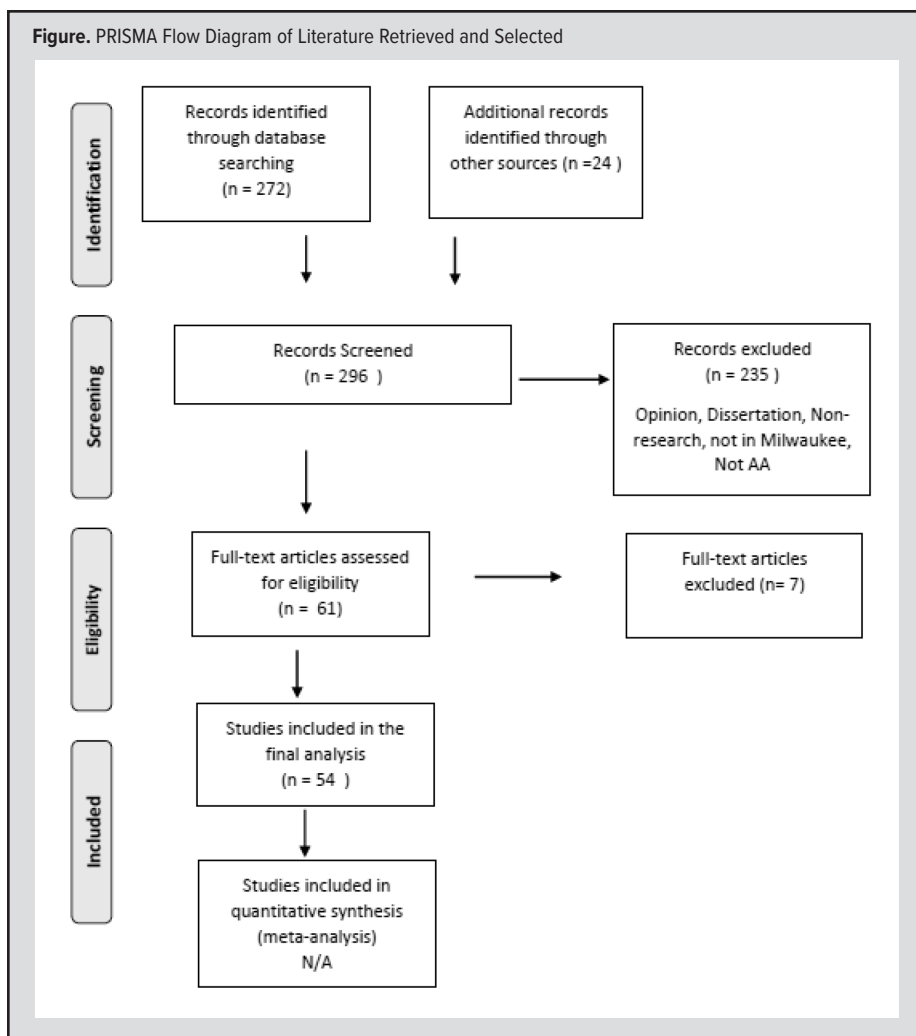 Figure. PRISMA Flow Diagram of Literature Retrieved and Selected
Identification
Records identified
through database
searching
(n = 272)
Additional records
identified through
other sources (n =24 )
Screening
Records Screened
(n = 296 )
Records excluded
(n = 235 )
Opinion, Dissertation, Non-
research, not in Milwaukee,
Not AA
Eligibility
Full-text articles assessed
for eligibility
(n = 61)
Full-text articles
excluded (n= 7)
Included
Studies included in the
final analysis
(n = 54 )
Studies included in
quantitative synthesis
(meta-analysis)
N/A